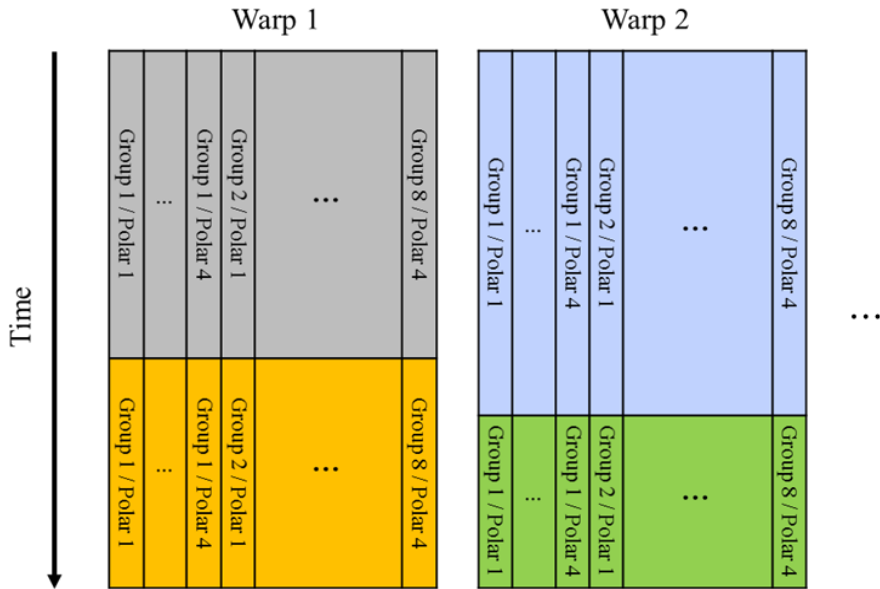 Warp 1
Warp 2
Time
Group 1 / Polar 1
...
Group 1 / Polar 4
Group 2 / Polar 1
...
Group 8 / Polar 4
Group 1 / Polar 1
...
Group 1 / Polar 4
Group 2 / Polar 1
...
Group 8 / Polar 4
...
Group 1 / Polar 1
...
Group 1 / Polar 4
Group 2 / Polar 1
...
Group 8 / Polar 4
Group 1 / Polar 1
...
Group 1 / Polar 4
Group 2 / Polar 1
...
Group 8 / Polar 4